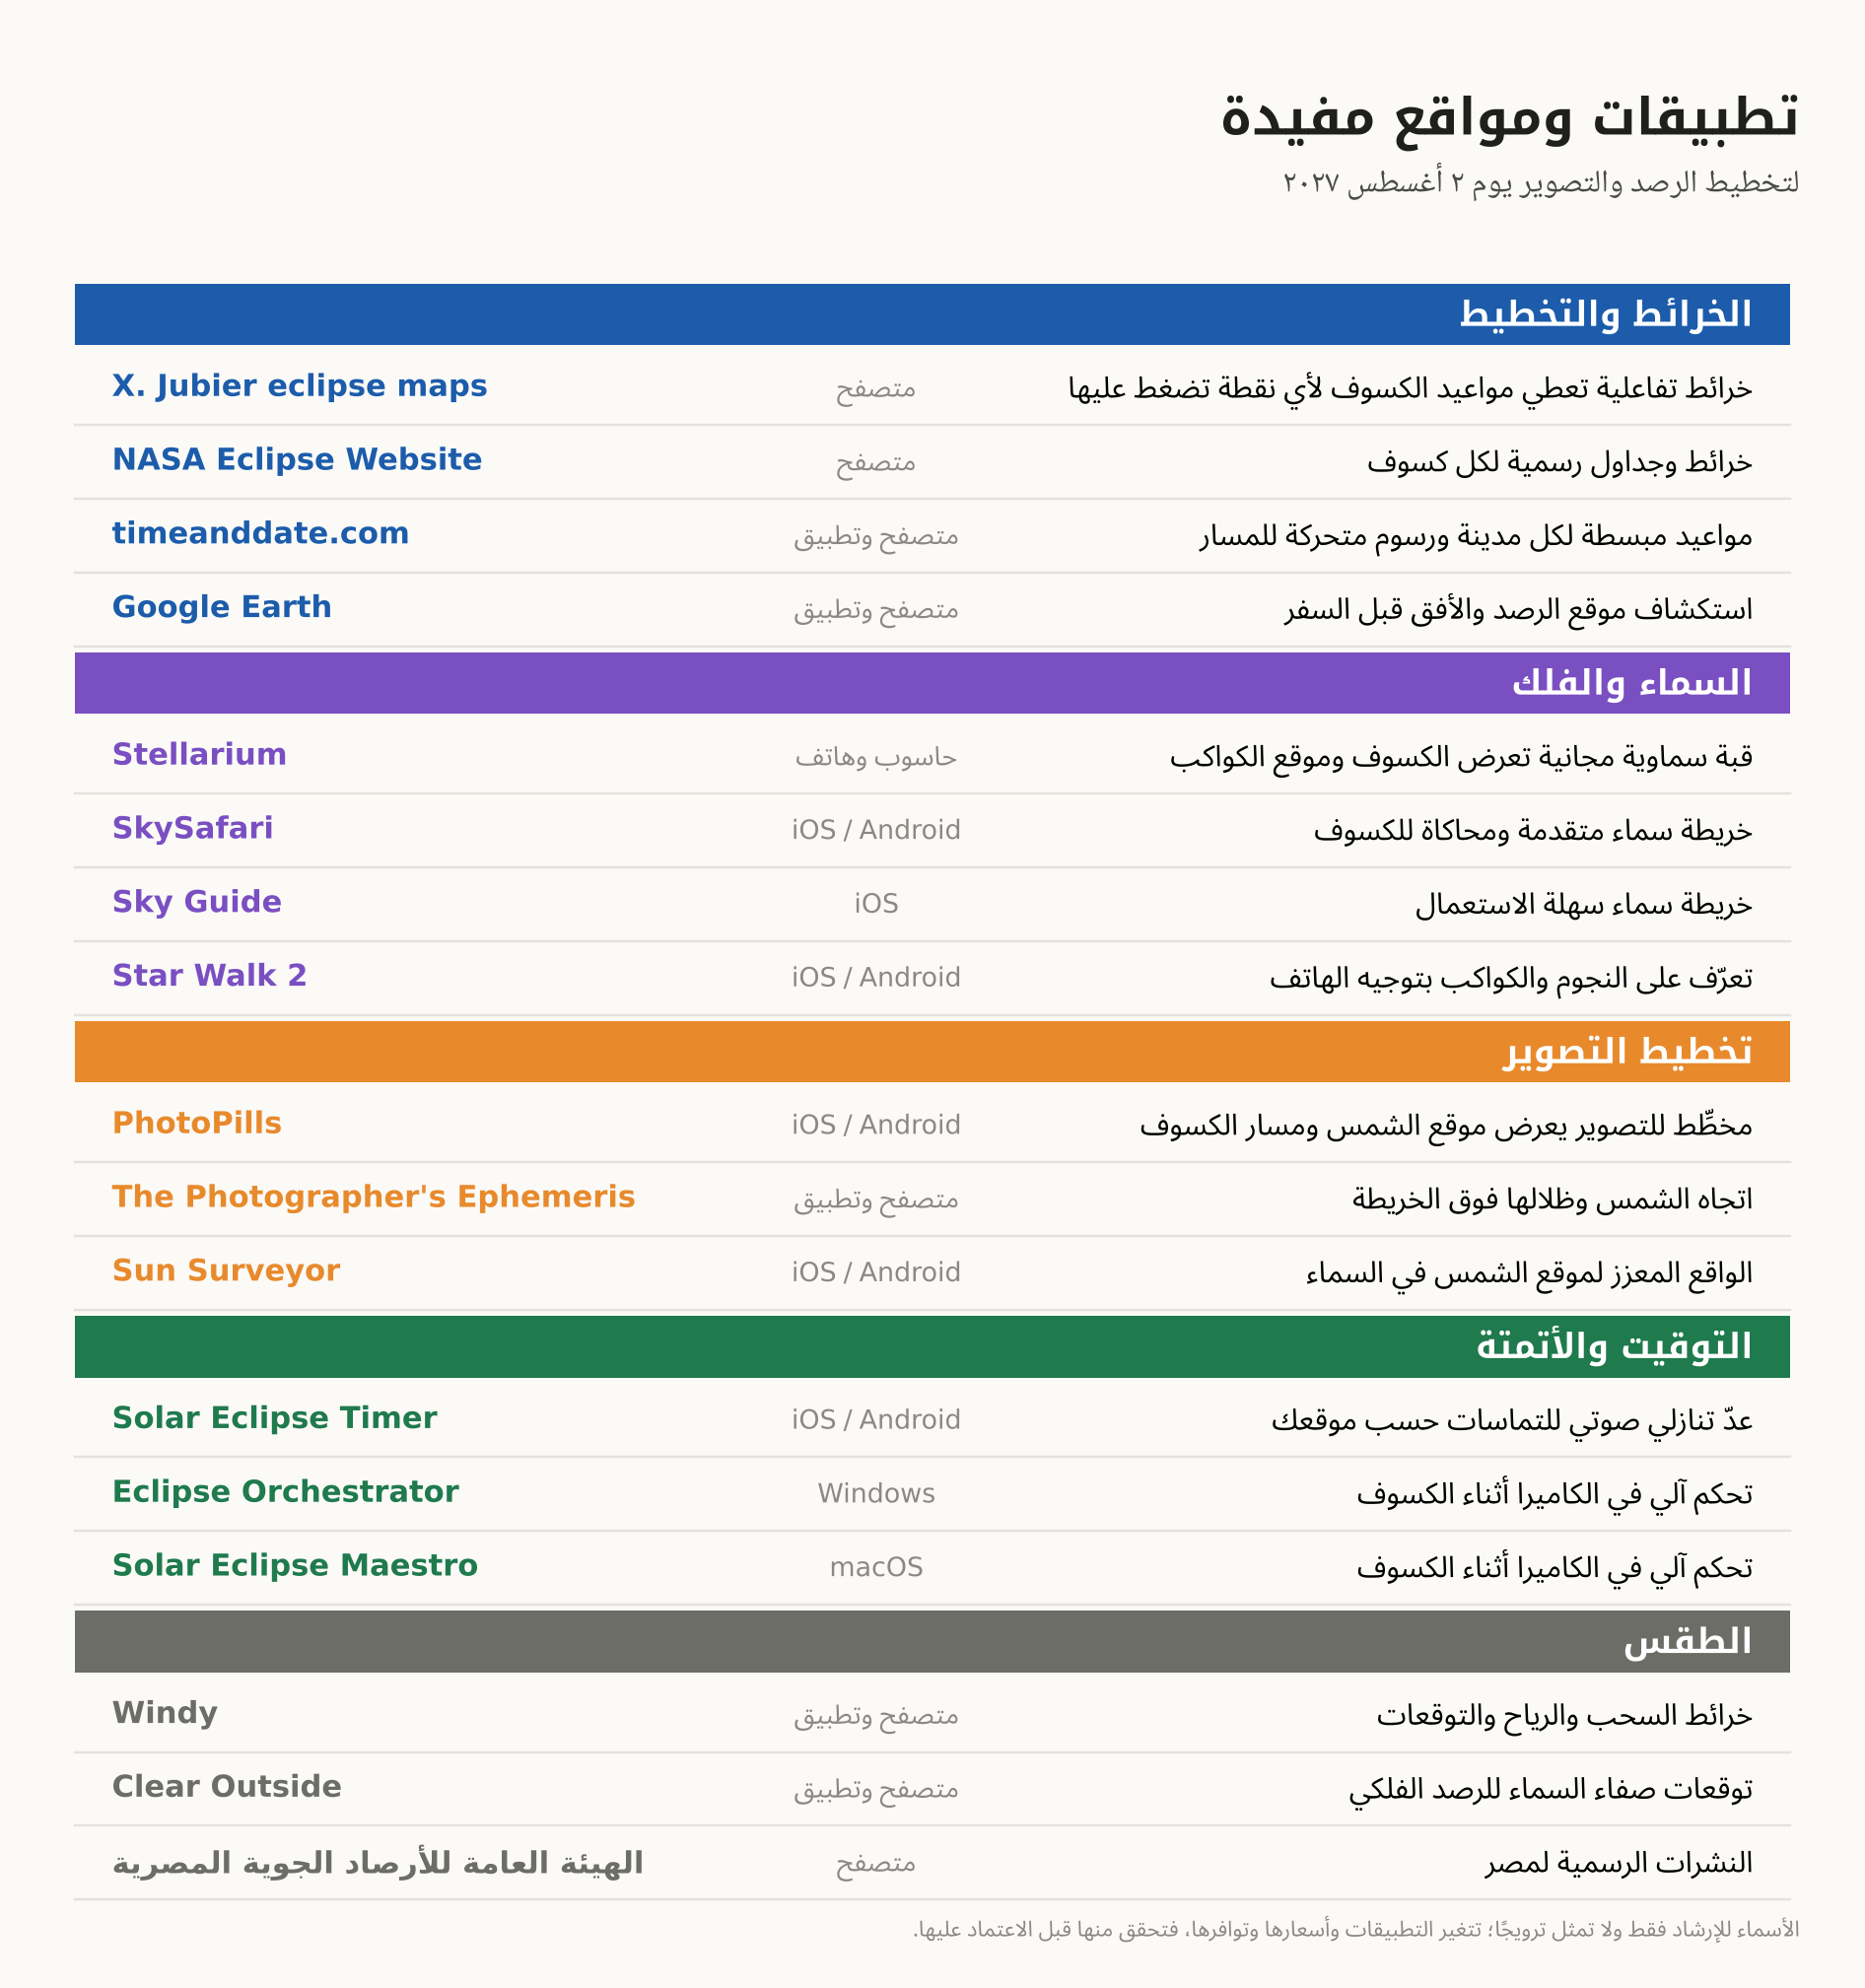 تطبيقات ومواقع مفيدة
لتخطيط الرصد والتصوير يوم ٢ أغسطس ٢٠٢٧
الخرائط والتخطيط
خرائط تفاعلية تعطي مواعيد الكسوف لأي نقطة تضغط عليها متصفح X. Jubier eclipse maps
خرائط وجداول رسمية لكل كسوف متصفح NASA Eclipse Website
مواعيد مبسطة لكل مدينة ورسوم متحركة للمسار متصفح وتطبيق timeanddate.com
استكشاف موقع الرصد والأفق قبل السفر متصفح وتطبيق Google Earth
السماء والفلك
قبة سماوية مجانية تعرض الكسوف وموقع الكواكب حاسوب وهاتف Stellarium
خريطة سماء متقدمة ومحاكاة للكسوف iOS / Android SkySafari
خريطة سماء سهلة الاستعمال iOS Sky Guide
تعرّف على النجوم والكواكب بتوجيه الهاتف iOS / Android Star Walk 2
تخطيط التصوير
مخطِّط للتصوير يعرض موقع الشمس ومسار الكسوف iOS / Android PhotoPills
اتجاه الشمس وظلالها فوق الخريطة متصفح وتطبيق The Photographer's Ephemeris
الواقع المعزز لموقع الشمس في السماء iOS / Android Sun Surveyor
التوقيت والأتمتة
عدّ تنازلي صوتي للتماسات حسب موقعك iOS / Android Solar Eclipse Timer
تحكم آلي في الكاميرا أثناء الكسوف Windows Eclipse Orchestrator
تحكم آلي في الكاميرا أثناء الكسوف macOS Solar Eclipse Maestro
الطقس
خرائط السحب والرياح والتوقعات متصفح وتطبيق Windy
توقعات صفاء السماء للرصد الفلكي متصفح وتطبيق Clear Outside
النشرات الرسمية لمصر متصفح الهيئة العامة للأرصاد الجوية المصرية
الأسماء للإرشاد فقط ولا تمثل ترويجًا؛ تتغير التطبيقات وأسعارها وتوافرها، فتحقق منها قبل الاعتماد عليها.